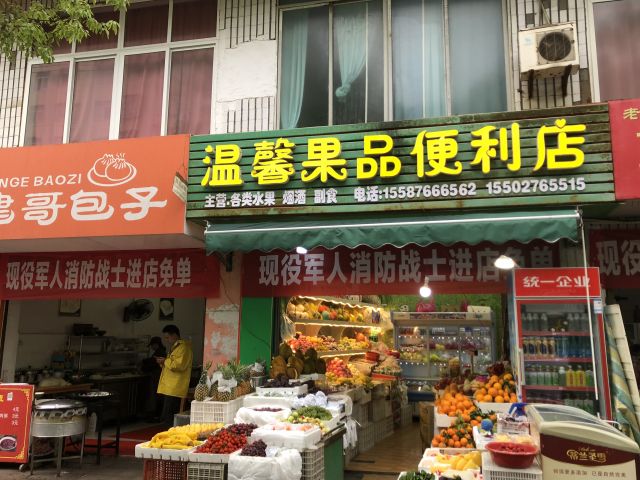 NGE BAOZI
建哥包子
温馨果品便利店
主营.各类水果 烟酒 副食 电话:15587666562 15502765515
老
现役军人消防战士进店免单
现役军人消防战士进店免单
统一企业